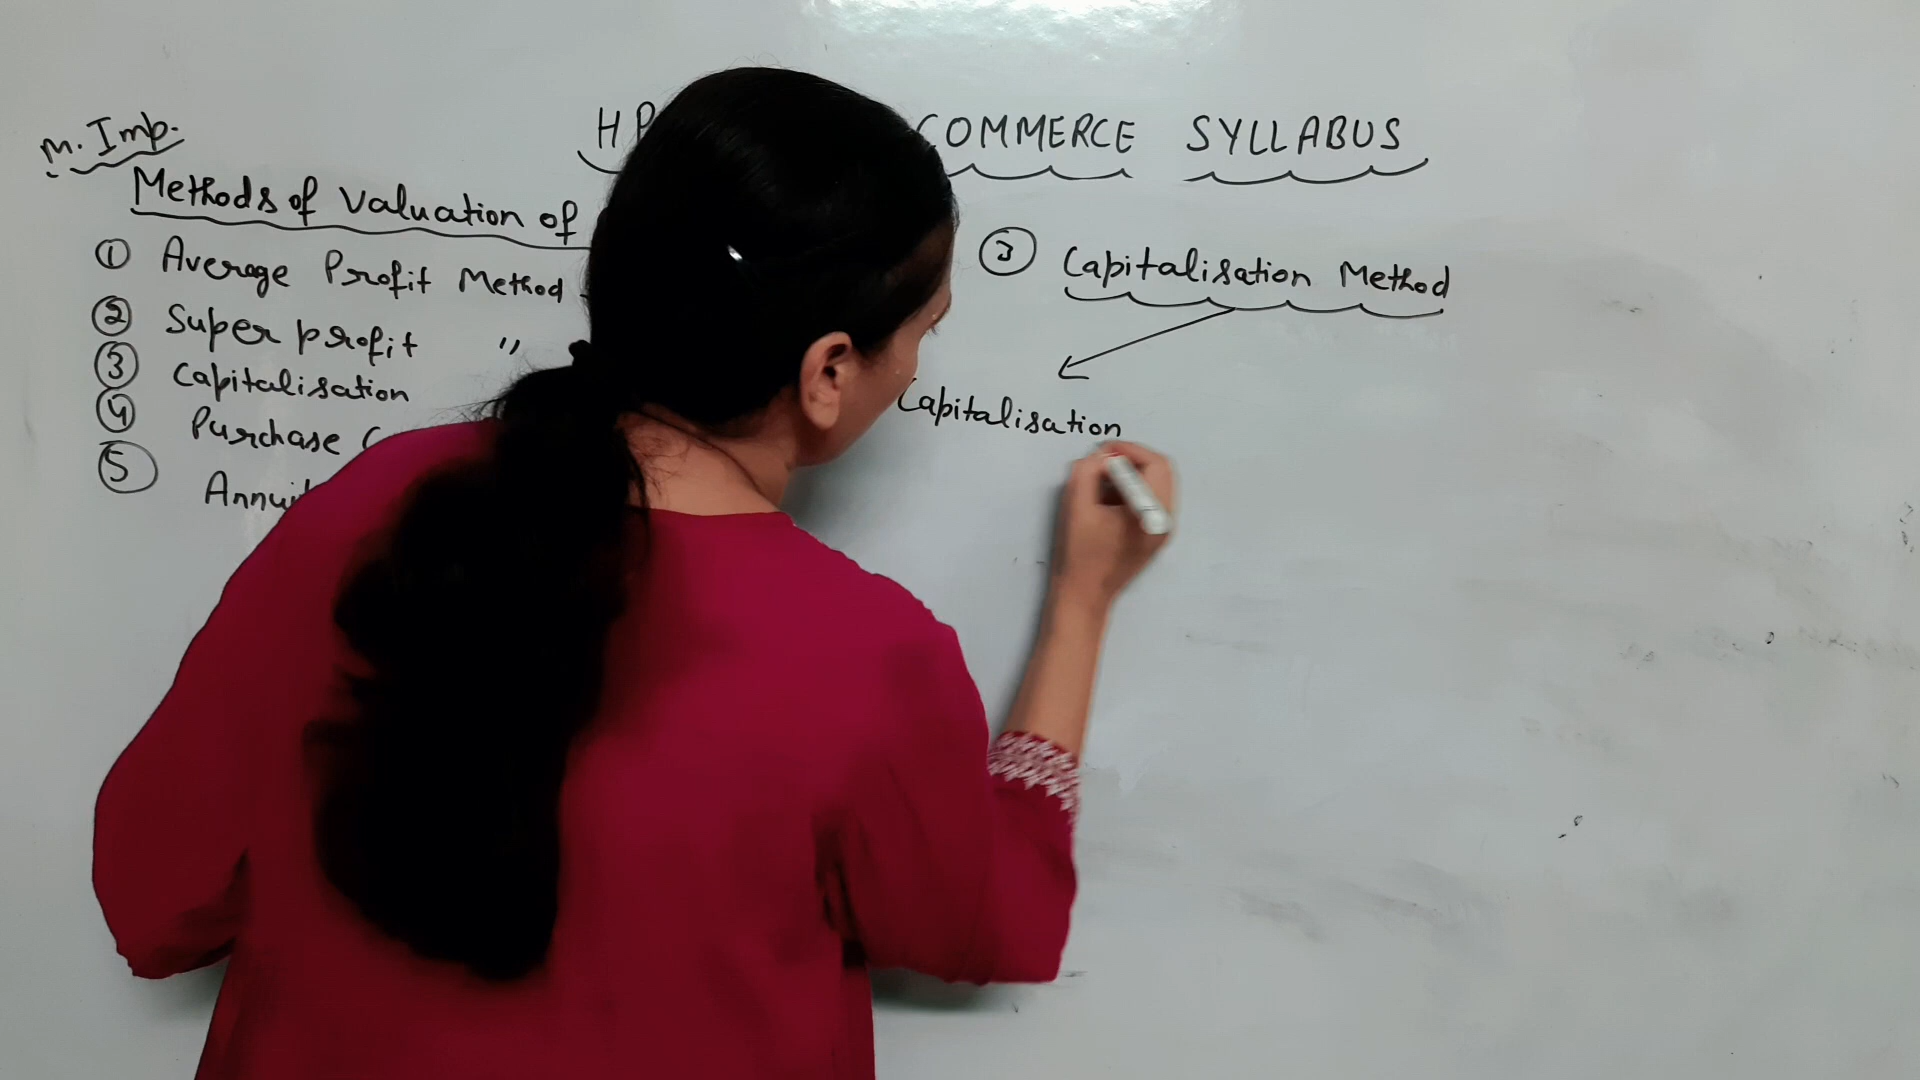 HP COMMERCE SYLLABUS
M. Imp.
Methods of Valuation of
① Average Profit Method
② Super profit "
③ Capitalisation
④ Purchase
⑤
③ Capitalisation Method
Capitalisation